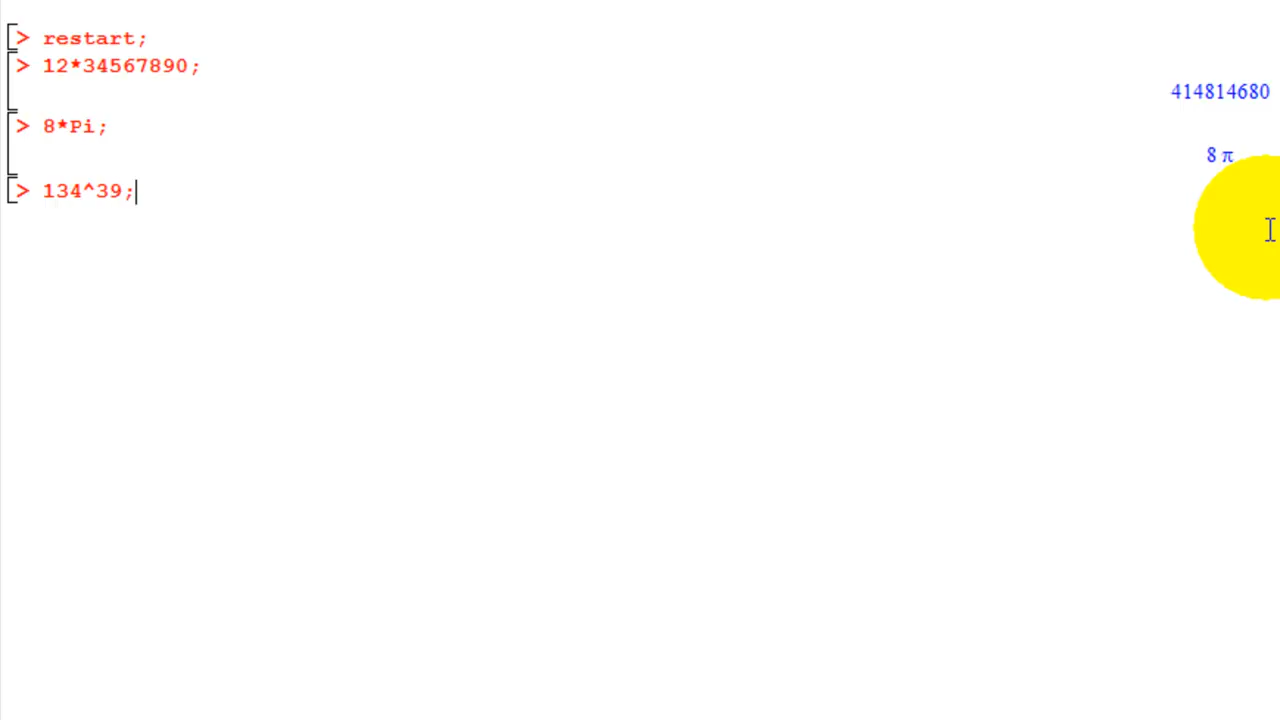 > restart;
> 12*34567890;
414814680
> 8*Pi;
8 π
> 134^39;